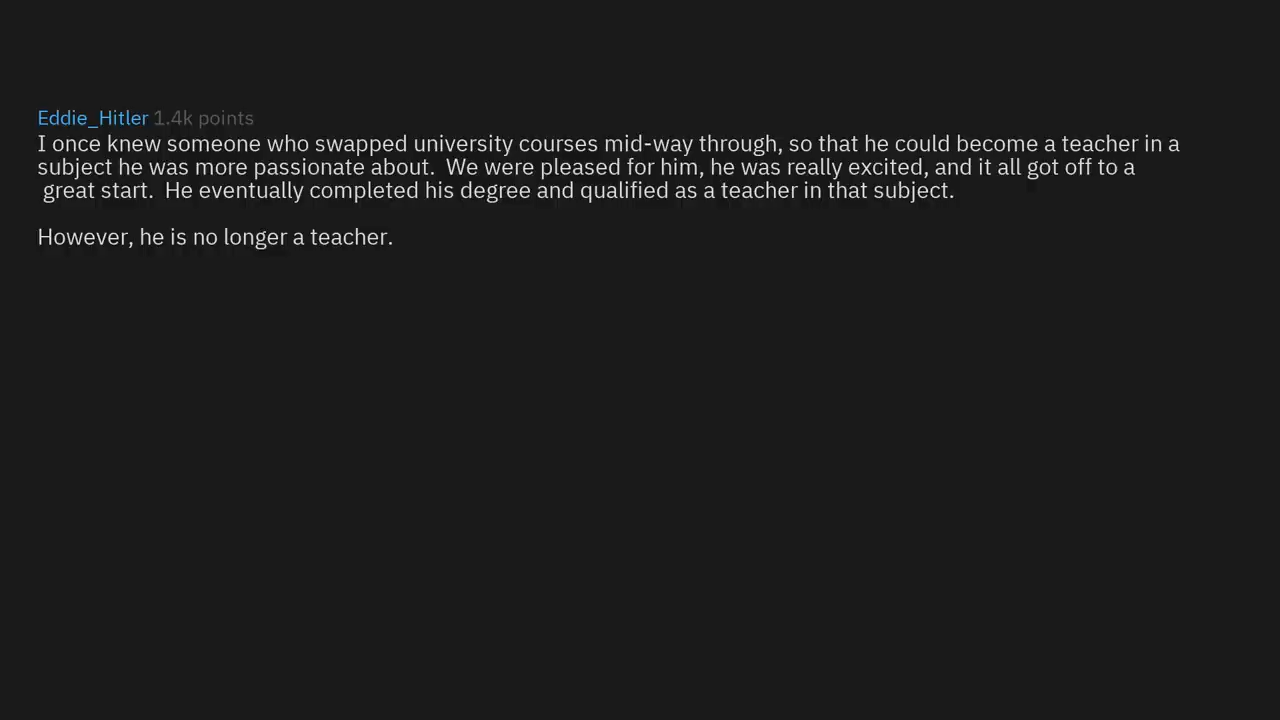 Eddie_Hitler 1.4k points
I once knew someone who swapped university courses mid-way through, so that he could become a teacher in a
subject he was more passionate about.  We were pleased for him, he was really excited, and it all got off to a
great start.  He eventually completed his degree and qualified as a teacher in that subject.
However, he is no longer a teacher.